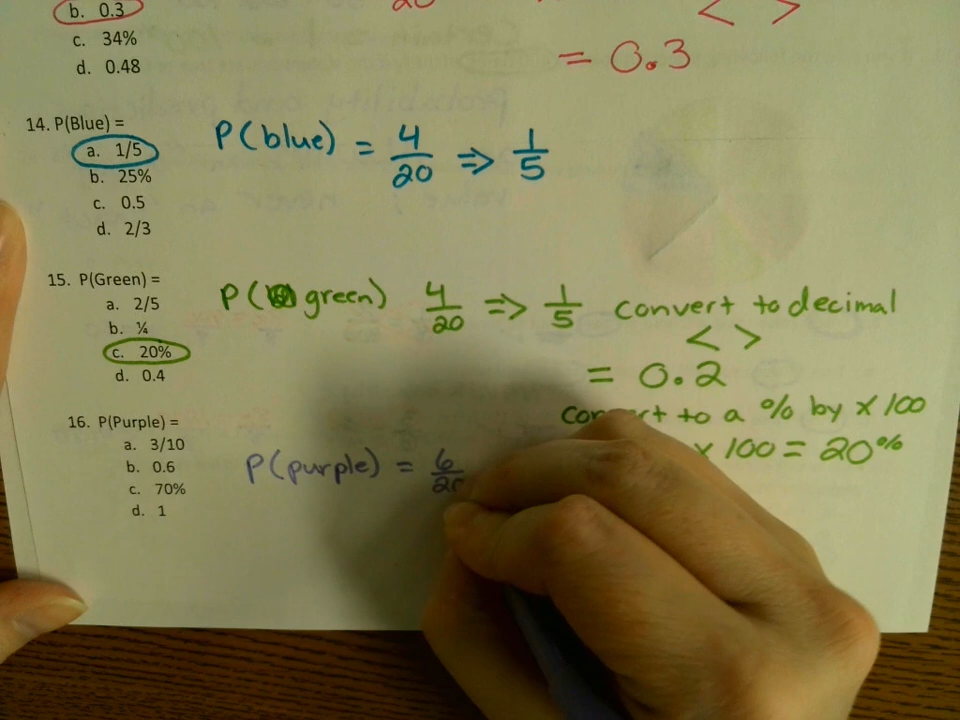 b. 0.3
20
< >
c. 34%
= 0.3
d. 0.48
14. P(Blue) =
P(blue) = 4/20 => 1/5
a. 1/5
b. 25%
c. 0.5
d. 2/3
15. P(Green) =
P( green) 4/20 => 1/5 convert to decimal
a. 2/5
b. ¼
< >
c. 20%
= 0.2
d. 0.4
to a % by x 100
16. P(Purple) =
a. 3/10
x 100 = 20%
P(purple) = 6/20
b. 0.6
c. 70%
d. 1